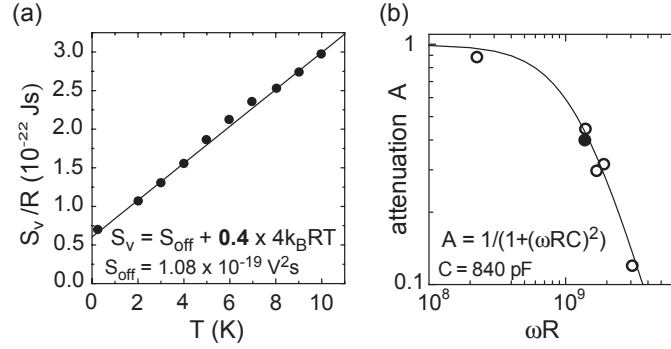 (a)
3.0
2.5
2.0
1.5
1.0
0.5
0.0
S_v/R (10^-22 Js)
S_v = S_off + 0.4 x 4k_BRT
S_off = 1.08 x 10^-19 V^2s
0 2 4 6 8 10
T (K)
(b)
1
0.1
attenuation A
A = 1/(1+(ωRC)^2)
C = 840 pF
10^8 10^9
ωR